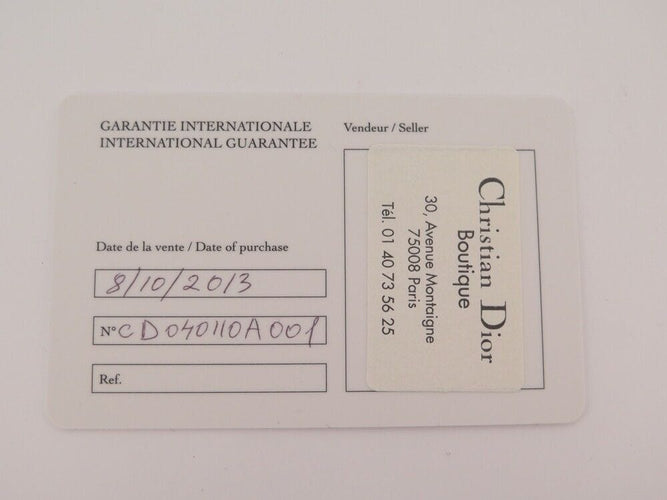 GARANTIE INTERNATIONALE
INTERNATIONAL GUARANTEE
Date de la vente / Date of purchase
8/10/2013
N° CD040110A001
Ref.
Vendeur / Seller
Christian Dior
Boutique
30, Avenue Montaigne
75008 Paris
Tél. 01 40 73 56 25